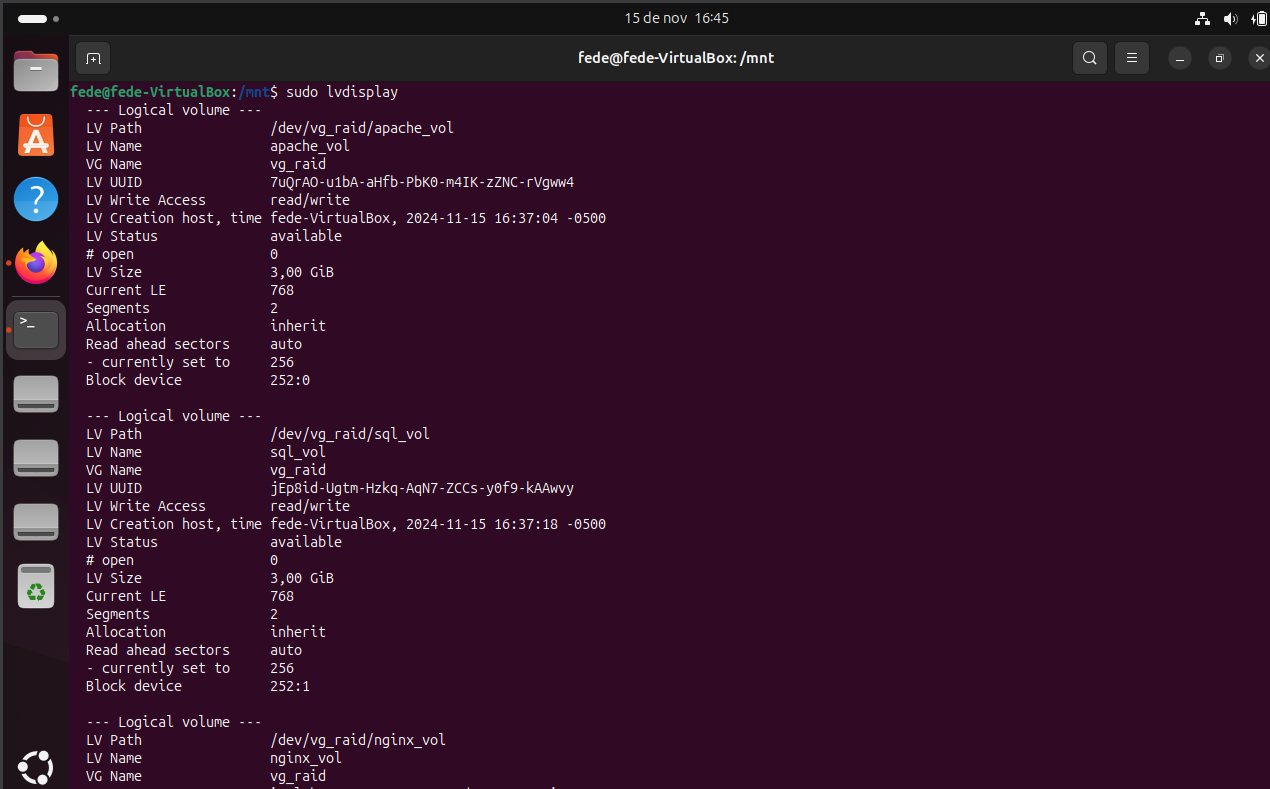 15 de nov 16:45
fede@fede-VirtualBox: /mnt
fede@fede-VirtualBox:/mnt$ sudo lvdisplay
--- Logical volume ---
LV Path /dev/vg_raid/apache_vol
LV Name apache_vol
VG Name vg_raid
LV UUID 7uQrAO-u1bA-aHfb-PbK0-m4IK-zZNC-rVgww4
LV Write Access read/write
LV Creation host, time fede-VirtualBox, 2024-11-15 16:37:04 -0500
LV Status available
# open 0
LV Size 3,00 GiB
Current LE 768
Segments 2
Allocation inherit
Read ahead sectors auto
- currently set to 256
Block device 252:0
--- Logical volume ---
LV Path /dev/vg_raid/sql_vol
LV Name sql_vol
VG Name vg_raid
LV UUID jEp8id-Ugtm-Hzkq-AqN7-ZCCs-y0f9-kAAwvy
LV Write Access read/write
LV Creation host, time fede-VirtualBox, 2024-11-15 16:37:18 -0500
LV Status available
# open 0
LV Size 3,00 GiB
Current LE 768
Segments 2
Allocation inherit
Read ahead sectors auto
- currently set to 256
Block device 252:1
--- Logical volume ---
LV Path /dev/vg_raid/nginx_vol
LV Name nginx_vol
VG Name vg_raid